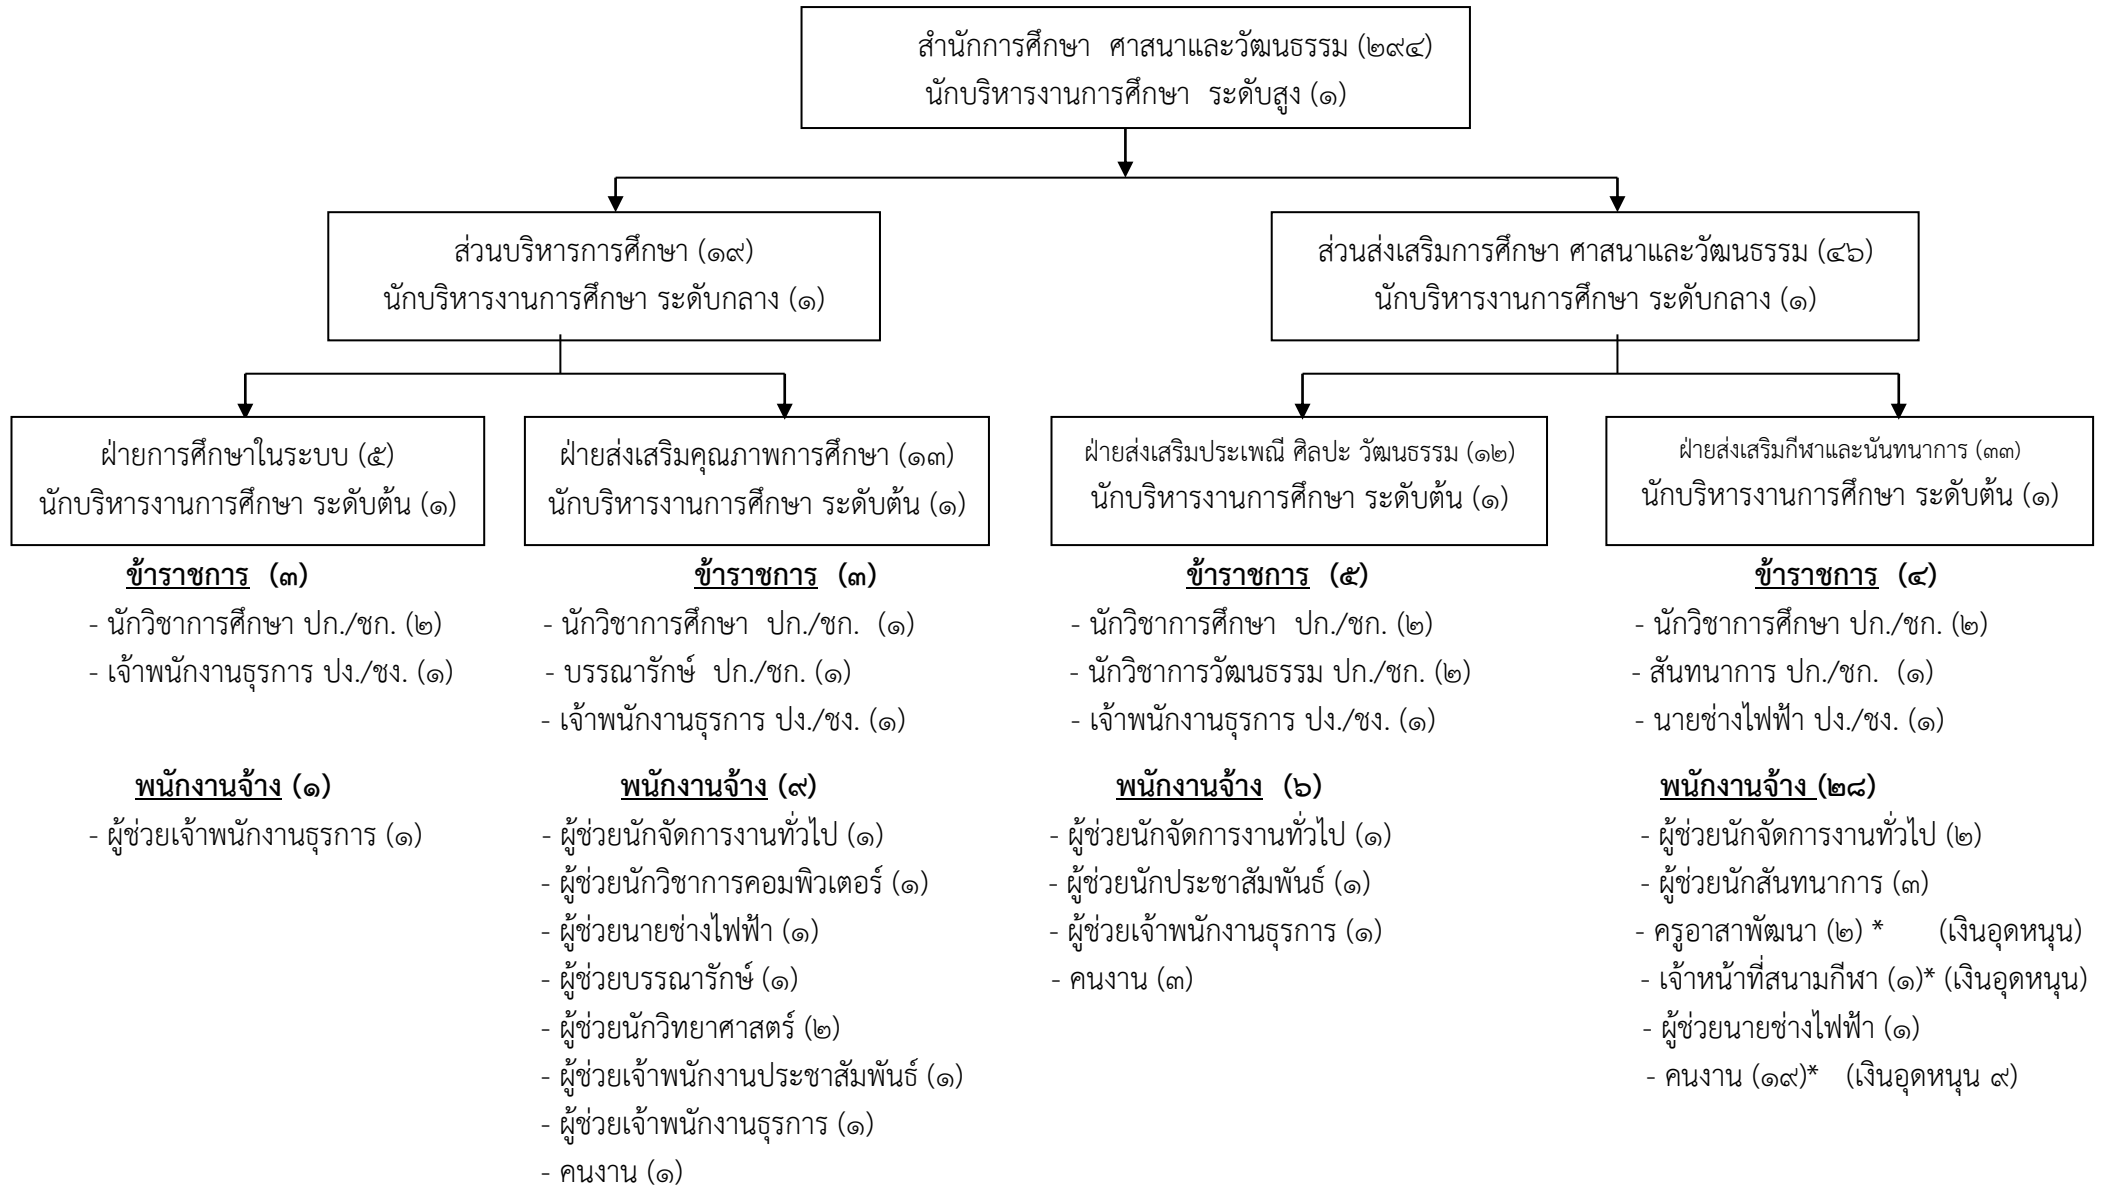 สำนักการศึกษา ศาสนาและวัฒนธรรม (๒๙๔)
นักบริหารงานการศึกษา ระดับสูง (๑)
ส่วนบริหารการศึกษา (๑๙)
นักบริหารงานการศึกษา ระดับกลาง (๑)
ส่วนส่งเสริมการศึกษา ศาสนาและวัฒนธรรม (๔๖)
นักบริหารงานการศึกษา ระดับกลาง (๑)
ฝ่ายการศึกษาในระบบ (๕)
นักบริหารงานการศึกษา ระดับต้น (๑)
ข้าราชการ (๓)
- นักวิชาการศึกษา ปก./ชก. (๒)
- เจ้าพนักงานธุรการ ปง./ชง. (๑)
พนักงานจ้าง (๑)
- ผู้ช่วยเจ้าพนักงานธุรการ (๑)
ฝ่ายส่งเสริมคุณภาพการศึกษา (๑๓)
นักบริหารงานการศึกษา ระดับต้น (๑)
ข้าราชการ (๓)
- นักวิชาการศึกษา ปก./ชก. (๑)
- บรรณารักษ์ ปก./ชก. (๑)
- เจ้าพนักงานธุรการ ปง./ชง. (๑)
พนักงานจ้าง (๙)
- ผู้ช่วยนักจัดการงานทั่วไป (๑)
- ผู้ช่วยนักวิชาการคอมพิวเตอร์ (๑)
- ผู้ช่วยนายช่างไฟฟ้า (๑)
- ผู้ช่วยบรรณารักษ์ (๑)
- ผู้ช่วยนักวิทยาศาสตร์ (๒)
- ผู้ช่วยเจ้าพนักงานประชาสัมพันธ์ (๑)
- ผู้ช่วยเจ้าพนักงานธุรการ (๑)
- คนงาน (๑)
ฝ่ายส่งเสริมประเพณี ศิลปะ วัฒนธรรม (๑๒)
นักบริหารงานการศึกษา ระดับต้น (๑)
ข้าราชการ (๕)
- นักวิชาการศึกษา ปก./ชก. (๒)
- นักวิชาการวัฒนธรรม ปก./ชก. (๒)
- เจ้าพนักงานธุรการ ปง./ชง. (๑)
พนักงานจ้าง (๖)
- ผู้ช่วยนักจัดการงานทั่วไป (๑)
- ผู้ช่วยนักประชาสัมพันธ์ (๑)
- ผู้ช่วยเจ้าพนักงานธุรการ (๑)
- คนงาน (๓)
ฝ่ายส่งเสริมกีฬาและนันทนาการ (๓๓)
นักบริหารงานการศึกษา ระดับต้น (๑)
ข้าราชการ (๔)
- นักวิชาการศึกษา ปก./ชก. (๒)
- สันทนาการ ปก./ชก. (๑)
- นายช่างไฟฟ้า ปง./ชง. (๑)
พนักงานจ้าง (๒๘)
- ผู้ช่วยนักจัดการงานทั่วไป (๒)
- ผู้ช่วยนักสันทนาการ (๓)
- ครูอาสาพัฒนา (๒) * (เงินอุดหนุน)
- เจ้าหน้าที่สนามกีฬา (๑)* (เงินอุดหนุน)
- ผู้ช่วยนายช่างไฟฟ้า (๑)
- คนงาน (๑๙)* (เงินอุดหนุน ๙)